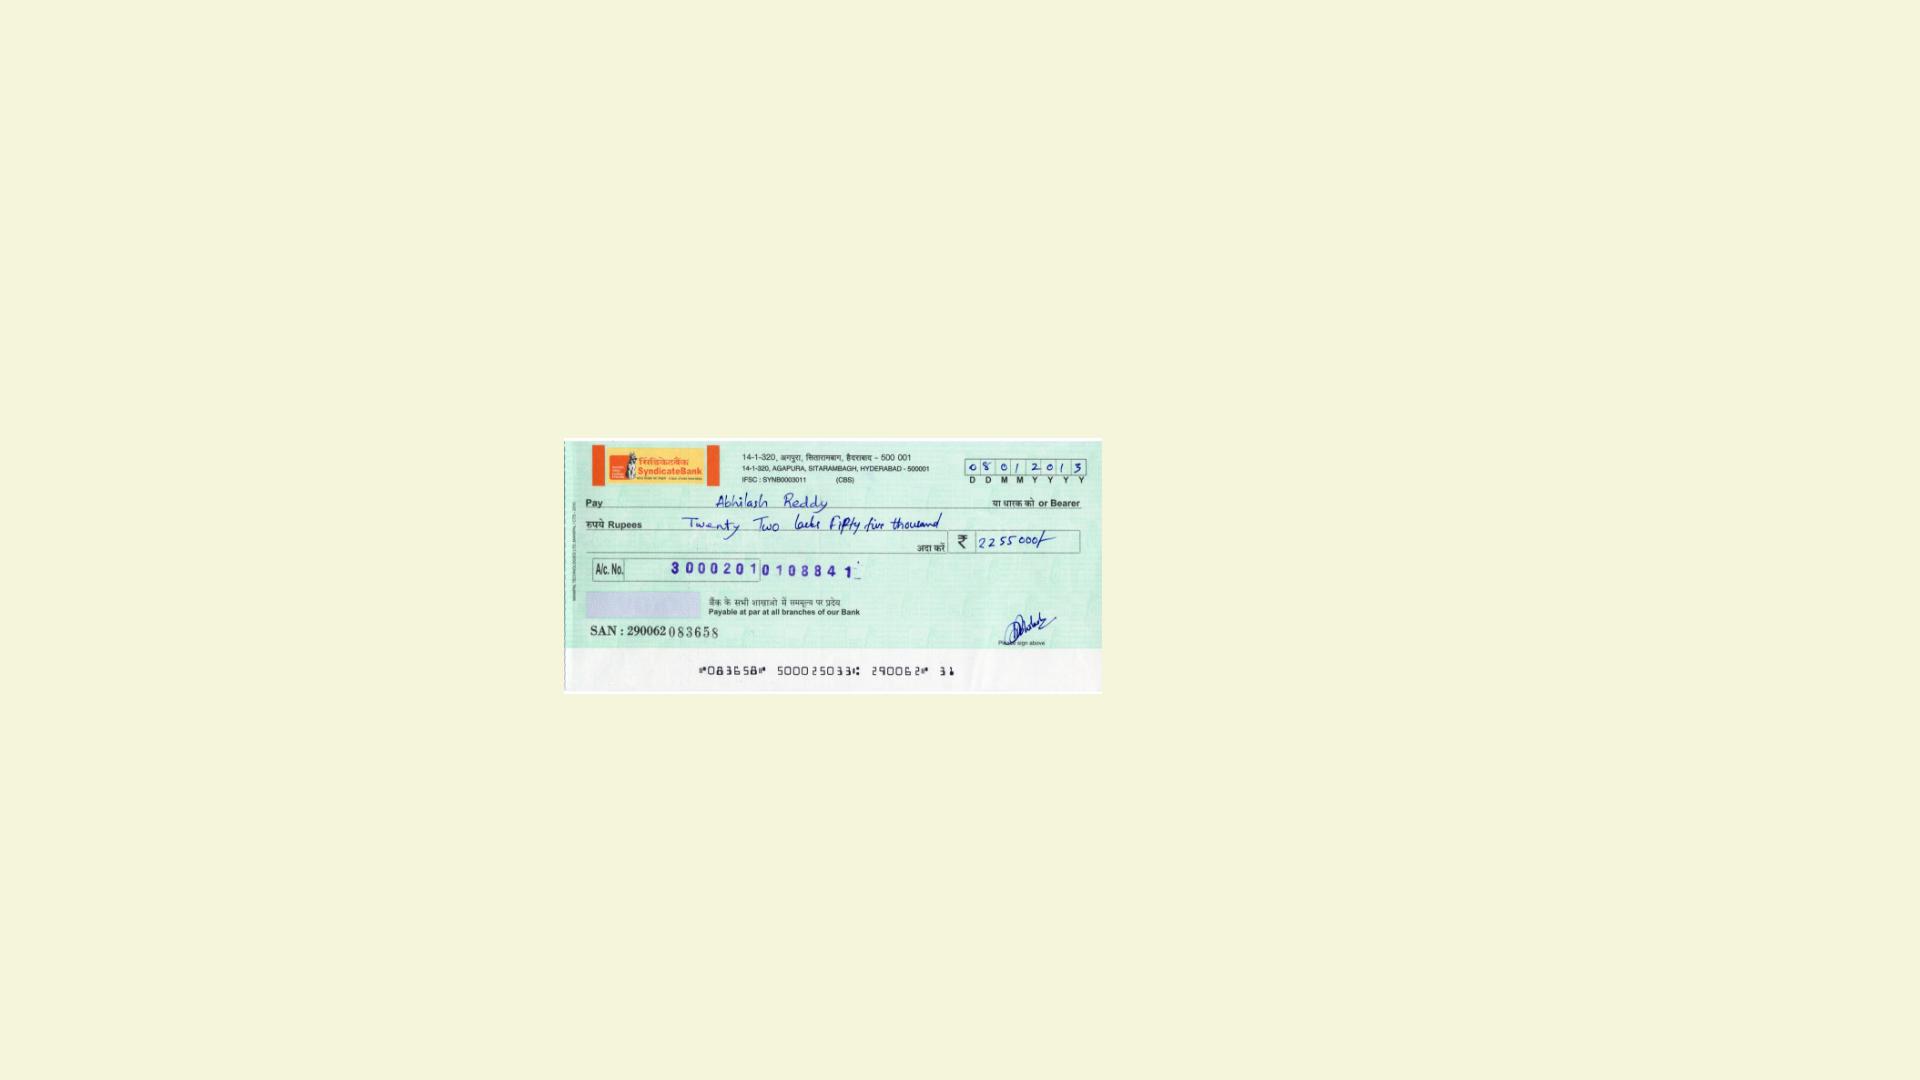 सिंडिकेटबैंक
SyndicateBank
14-1-320, अगपुरा, सितारामबाग, हैदराबाद - 500 001
14-1-320, AGAPURA, SITARAMBAGH, HYDERABAD - 500001
IFSC : SYNB0003011 (CBS)
0 8 0 1 2 0 1 3
D D M M Y Y Y Y
Pay Abhilash Reddy या धारक को or Bearer
रुपये Rupees Twenty Two lacks Fifty five thousand
अदा करें ₹ 2255000/-
A/c. No. 30002010108841
बैंक के सभी शाखाओ में सममूल्य पर प्रदेय
Payable at par at all branches of our Bank
SAN : 290062 083658
Please sign above
⑈083658⑈ 500025033⑆ 290062⑈ 31